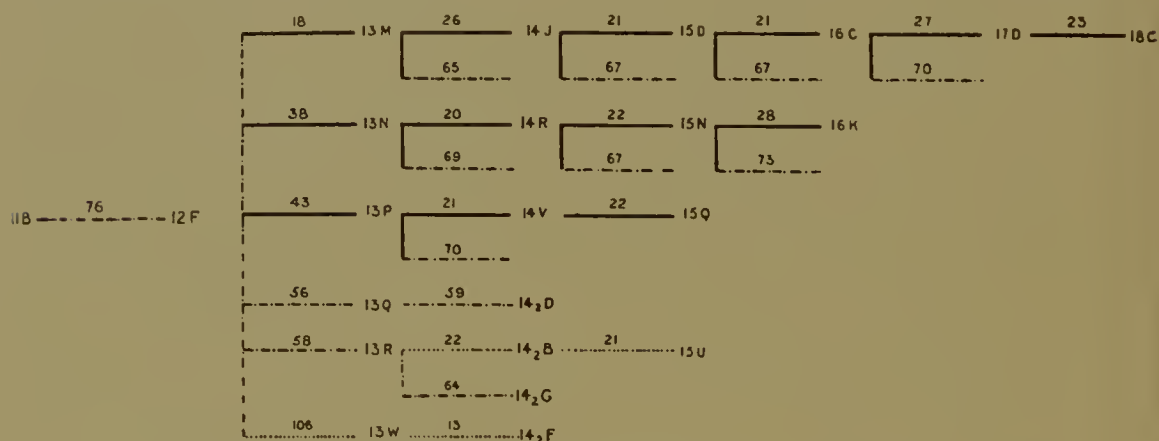 18 13M 26 14J 21 15D 21 16C 27 17D 23 18C
65 67 67 70
38 13N 20 14R 22 15N 28 16K
69 67 73
43 13P 21 14V 22 15Q
11B 76 12F
70
56 13Q 59 14₂D
58 13R 22 14₂B 21 15U
64 14₂G
106 13W 13 14₂F